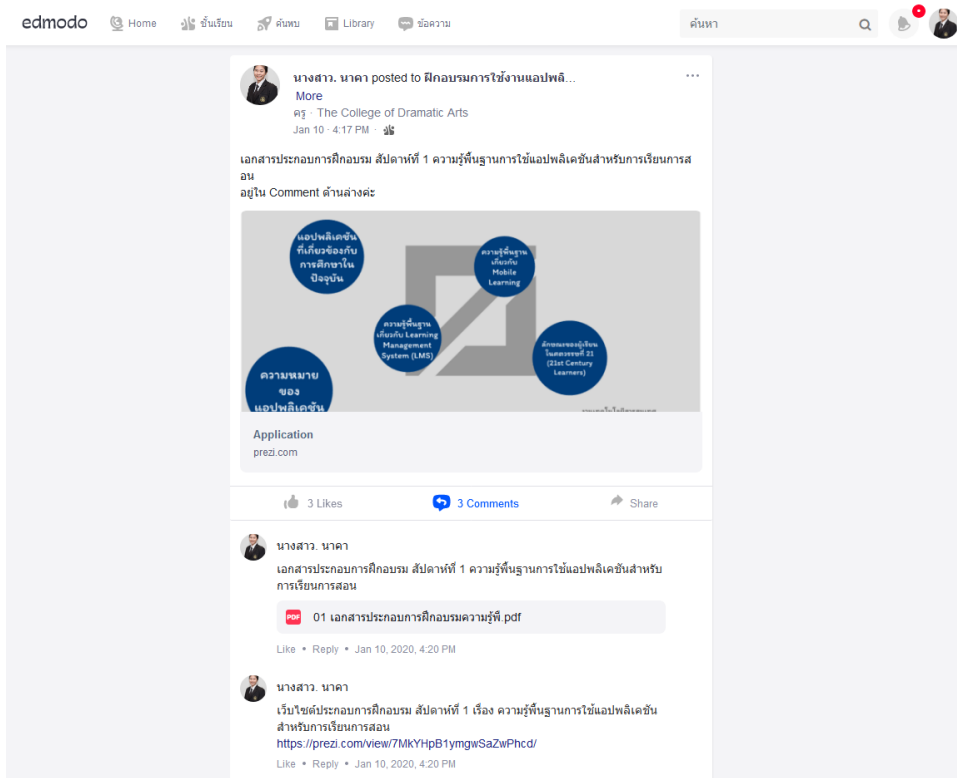 edmodo
Home
ชั้นเรียน
ค้นพบ
Library
ข้อความ
ค้นหา
นางสาว. นาคา posted to ฝึกอบรมการใช้งานแอปพลิ...
More
ครู · The College of Dramatic Arts
Jan 10 · 4:17 PM ·
เอกสารประกอบการฝึกอบรม สัปดาห์ที่ 1 ความรู้พื้นฐานการใช้แอปพลิเคชันสำหรับการเรียนการส
อน
อยู่ใน Comment ด้านล่างค่ะ
แอปพลิเคชัน
ที่เกี่ยวข้องกับ
การศึกษาใน
ปัจจุบัน
ความรู้พื้นฐาน
เกี่ยวกับ
Mobile
Learning
ความรู้พื้นฐาน
เกี่ยวกับ Learning
Management
System (LMS)
ลักษณะของผู้เรียน
ในศตวรรษที่ 21
(21st Century
Learners)
ความหมาย
ของ
แอปพลิเคชัน
Application
prezi.com
3 Likes
3 Comments
Share
นางสาว. นาคา
เอกสารประกอบการฝึกอบรม สัปดาห์ที่ 1 ความรู้พื้นฐานการใช้แอปพลิเคชันสำหรับ
การเรียนการสอน
PDF
01 เอกสารประกอบการฝึกอบรมความรู้พื้.pdf
Like • Reply • Jan 10, 2020, 4:20 PM
นางสาว. นาคา
เว็บไซต์ประกอบการฝึกอบรม สัปดาห์ที่ 1 เรื่อง ความรู้พื้นฐานการใช้แอปพลิเคชัน
สำหรับการเรียนการสอน
https://prezi.com/view/7MkYHpB1ymgwSaZwPhcd/
Like • Reply • Jan 10, 2020, 4:20 PM